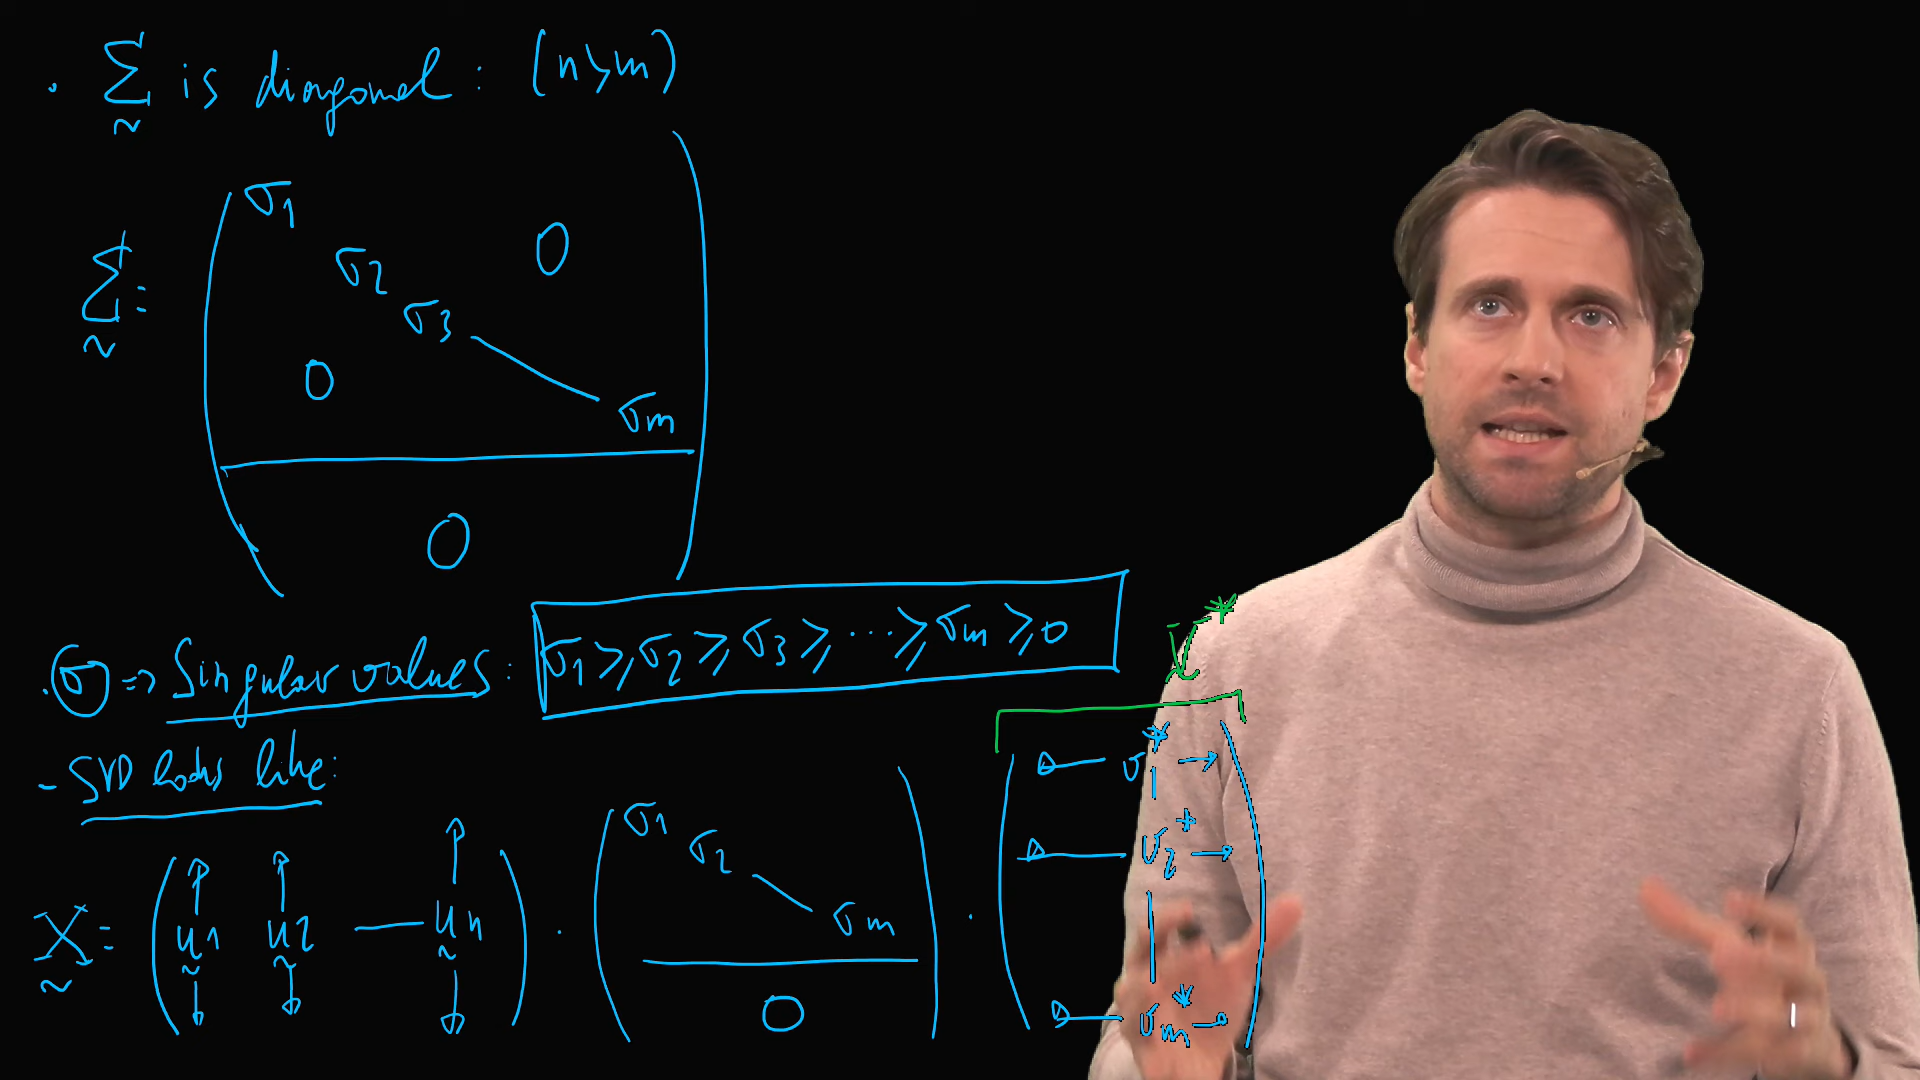 · Σ is diagonal: (n>m)
Σ = ( σ1 0
σ2
σ3
0 σm
0 )
· σ => Singular values: σ1 ≥ σ2 ≥ σ3 ≥ ... ≥ σm ≥ 0
V*
- SVD looks like:
X = ( u1 u2 — un ) · ( σ1 σ2 σm 0 ) · ( v1* v2* vm* )